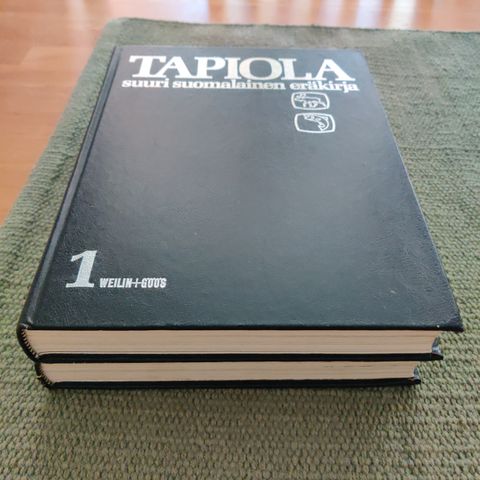 TAPIOLA
suuri suomalainen eräkirja
1 WEILIN+GÖÖS